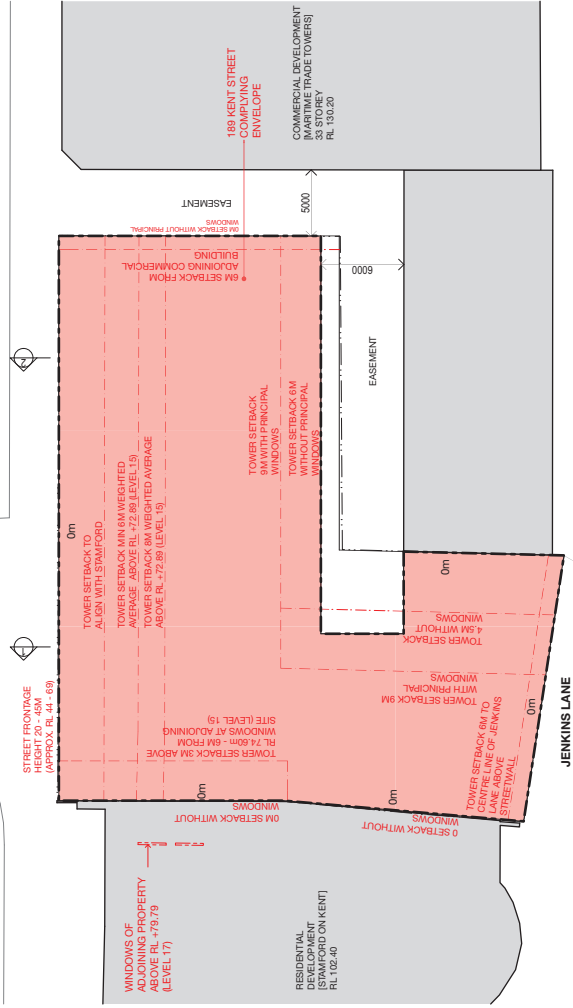 189 KENT STREET
COMPLYING
ENVELOPE
COMMERCIAL DEVELOPMENT
[MARITIME TRADE TOWERS]
33 STOREY
RL 130.20
EASEMENT
0M SETBACK WITHOUT PRINCIPAL
WINDOWS
5000
6M SETBACK FROM
ADJOINING COMMERCIAL
BUILDING
6000
EASEMENT
2
TOWER SETBACK
9M WITH PRINCIPAL
WINDOWS
TOWER SETBACK 6M
WITHOUT PRINCIPAL
WINDOWS
0m
TOWER SETBACK TO
ALIGN WITH STAMFORD
TOWER SETBACK MIN 6M WEIGHTED
AVERAGE ABOVE RL +72.89 (LEVEL 15)
TOWER SETBACK 8M WEIGHTED AVERAGE
ABOVE RL +72.89 (LEVEL 15)
0m
1
STREET FRONTAGE
HEIGHT 20 - 45M
(APPROX. RL 44 - 69)
TOWER SETBACK
4.5M WITHOUT
WINDOWS
TOWER SETBACK 9M
WITH PRINCIPAL
WINDOWS
TOWER SETBACK 3M ABOVE
RL 74.60m - 6M FROM
WINDOWS AT ADJOINING
SITE (LEVEL 15)
0m
TOWER SETBACK 6M TO
CENTRE LINE OF JENKINS
LANE ABOVE
STREETWALL
JENKINS LANE
0m
0M SETBACK WITHOUT
WINDOWS
0m
0 SETBACK WITHOUT
WINDOWS
WINDOWS OF
ADJOINING PROPERTY
ABOVE RL +79.79
(LEVEL 17)
RESIDENTIAL
DEVELOPMENT
[STAMFORD ON KENT]
RL 102.40